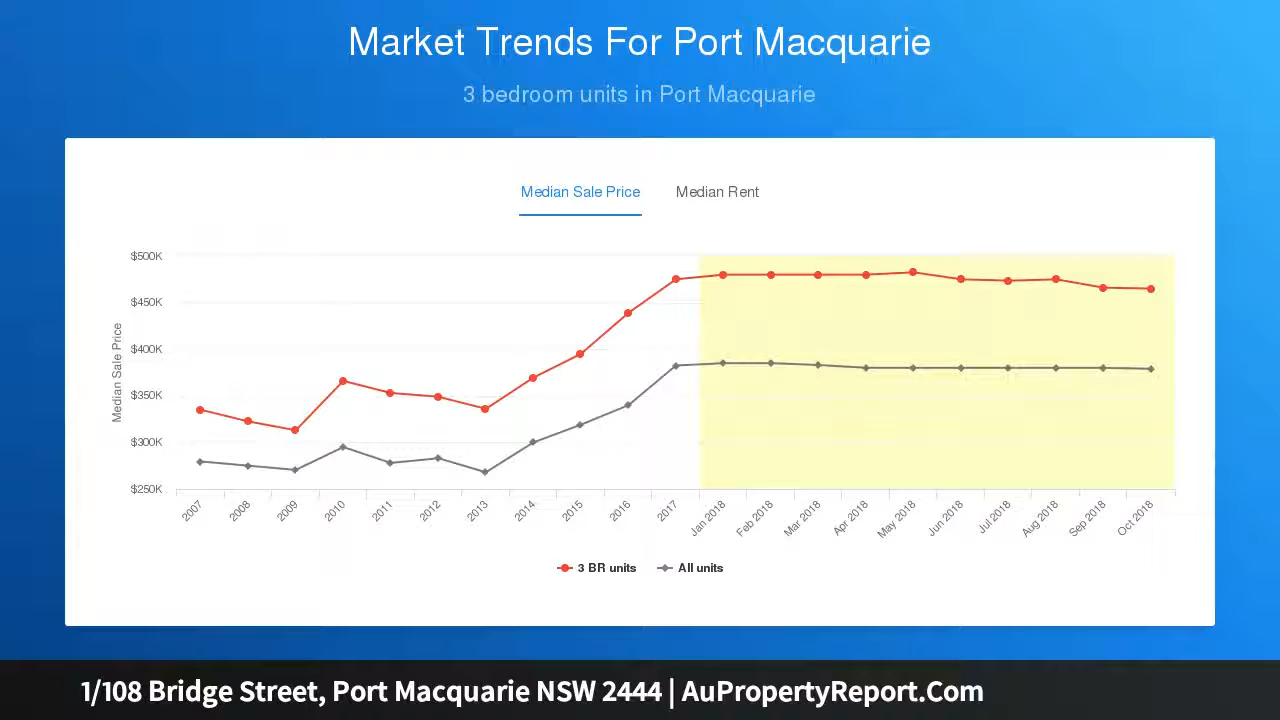 Market Trends For Port Macquarie
3 bedroom units in Port Macquarie
Median Sale Price
Median Rent
Median Sale Price
$500K
$450K
$400K
$350K
$300K
$250K
2007
2008
2009
2010
2011
2012
2013
2014
2015
2016
2017
Jan 2018
Feb 2018
Mar 2018
Apr 2018
May 2018
Jun 2018
Jul 2018
Aug 2018
Sep 2018
Oct 2018
3 BR units
All units
1/108 Bridge Street, Port Macquarie NSW 2444 | AuPropertyReport.Com